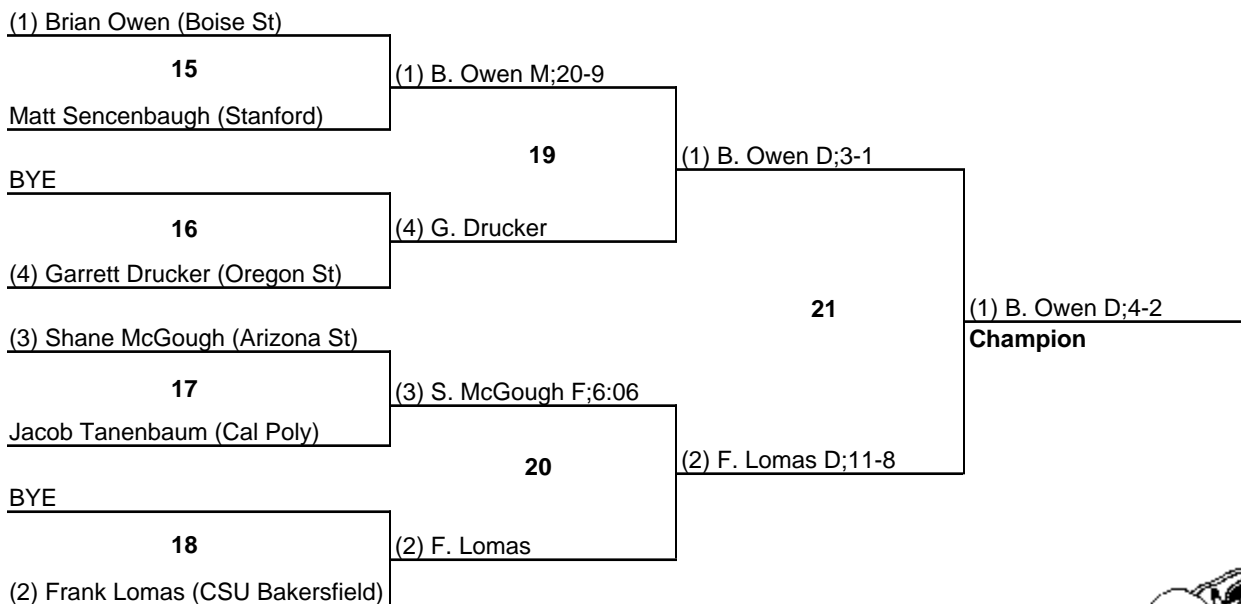 (1) Brian Owen (Boise St)
15
(1) B. Owen M;20-9
Matt Sencenbaugh (Stanford)
19
(1) B. Owen D;3-1
BYE
16
(4) G. Drucker
(4) Garrett Drucker (Oregon St)
21
(1) B. Owen D;4-2
Champion
(3) Shane McGough (Arizona St)
17
(3) S. McGough F;6:06
Jacob Tanenbaum (Cal Poly)
20
(2) F. Lomas D;11-8
BYE
18
(2) F. Lomas
(2) Frank Lomas (CSU Bakersfield)